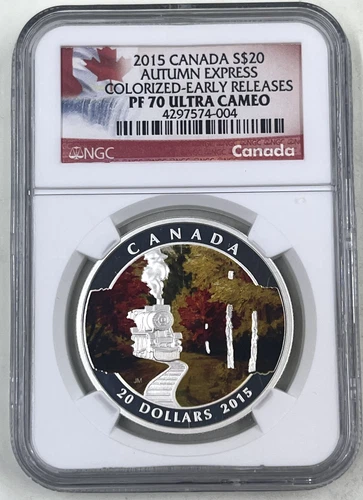 2015 CANADA S$20
AUTUMN EXPRESS
COLORIZED-EARLY RELEASES
PF 70 ULTRA CAMEO
4297574-004
NGC
Canada
CANADA
JM
20 DOLLARS 2015